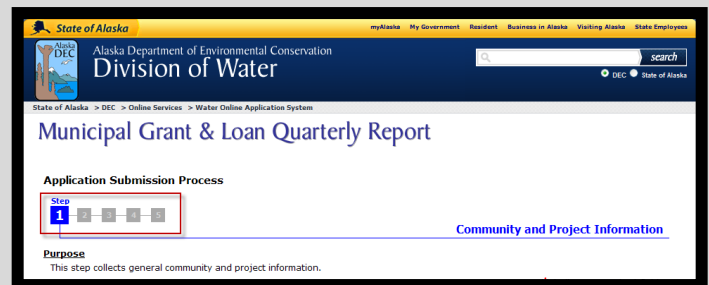 State of Alaska
myAlaska My Government Resident Business in Alaska Visiting Alaska State Employees
Alaska
DEC
Alaska Department of Environmental Conservation
Division of Water
search
DEC State of Alaska
State of Alaska > DEC > Online Services > Water Online Application System
Municipal Grant & Loan Quarterly Report
Application Submission Process
Step
1 2 3 4 5
Community and Project Information
Purpose
This step collects general community and project information.